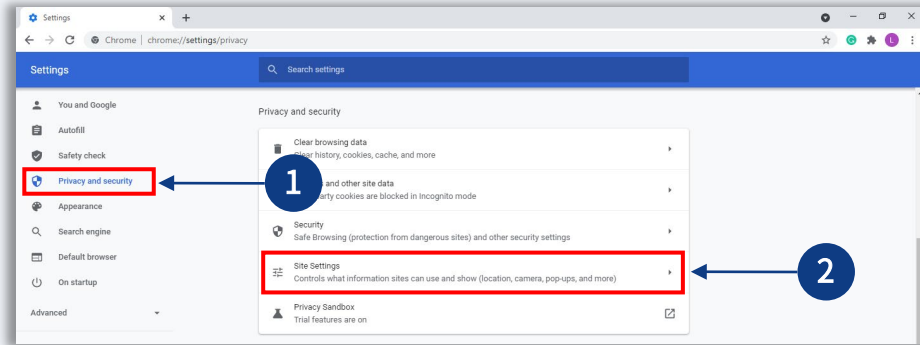 Settings
Chrome | chrome://settings/privacy
L
Settings
Search settings
You and Google
Autofill
Safety check
Privacy and security
Appearance
Search engine
Default browser
On startup
Advanced
Privacy and security
Clear browsing data
Clear history, cookies, cache, and more
1
and other site data
cookies are blocked in Incognito mode
Security
Safe Browsing (protection from dangerous sites) and other security settings
Site Settings
Controls what information sites can use and show (location, camera, pop-ups, and more)
2
Privacy Sandbox
Trial features are on